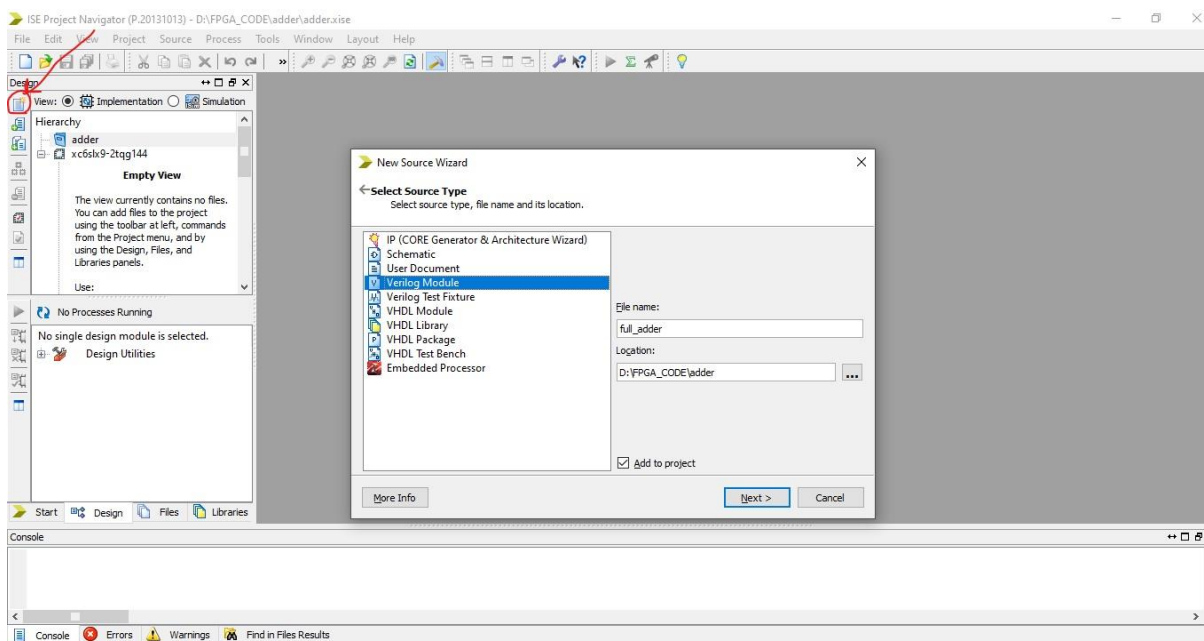 ISE Project Navigator (P.20131013) - D:\FPGA_CODE\adder\adder.xise
File Edit View Project Source Process Tools Window Layout Help
Design
View: Implementation Simulation
Hierarchy
adder
xc6slx9-2tqg144
Empty View
The view currently contains no files.
You can add files to the project
using the toolbar at left, commands
from the Project menu, and by
using the Design, Files, and
Libraries panels.
Use:
No Processes Running
No single design module is selected.
Design Utilities
Start Design Files Libraries
New Source Wizard
Select Source Type
Select source type, file name and its location.
IP (CORE Generator & Architecture Wizard)
Schematic
User Document
Verilog Module
Verilog Test Fixture
VHDL Module
VHDL Library
VHDL Package
VHDL Test Bench
Embedded Processor
File name:
full_adder
Location:
D:\FPGA_CODE\adder
...
Add to project
More Info
Next >
Cancel
Console
Console Errors Warnings Find in Files Results